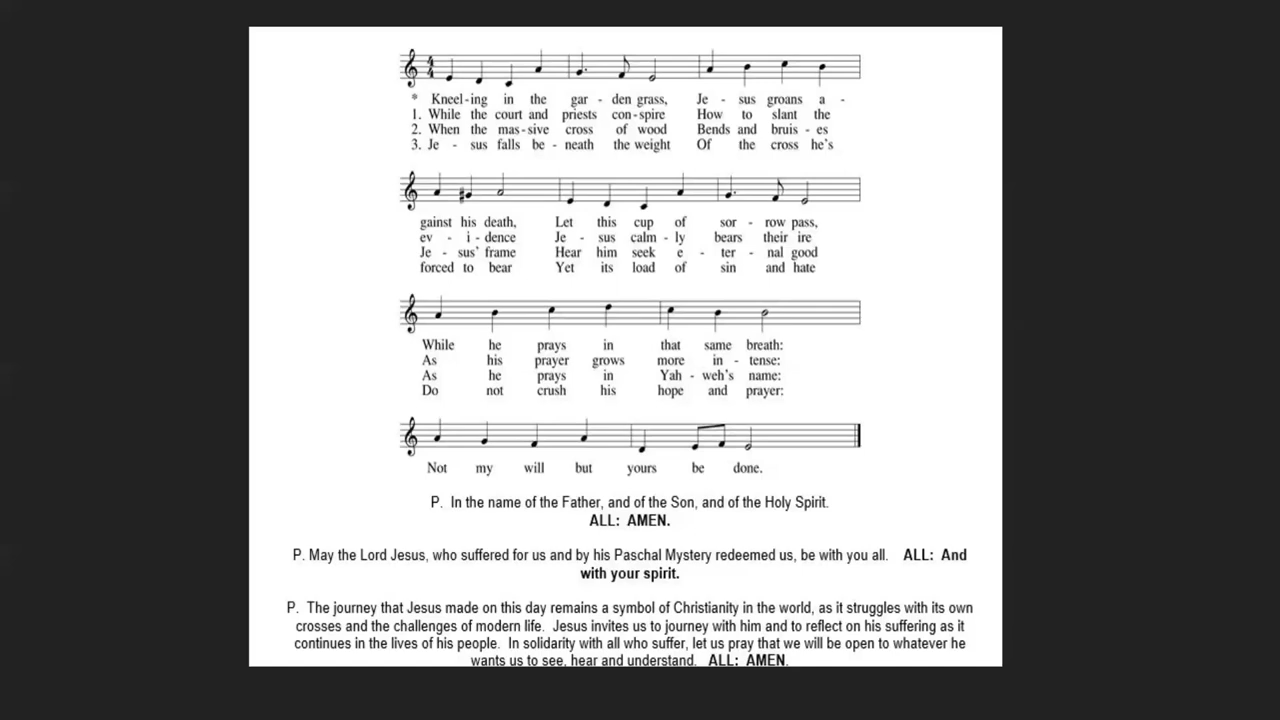 * Kneel-ing in the gar - den grass, Je - sus groans a -
1. While the court and priests con-spire How to slant the
2. When the mas-sive cross of wood Bends and bruis - es
3. Je - sus falls be - neath the weight Of the cross he's
gainst his death, Let this cup of sor - row pass,
ev - i - dence Je - sus calm - ly bears their ire
Je - sus' frame Hear him seek e - ter - nal good
forced to bear Yet its load of sin and hate
While he prays in that same breath:
As his prayer grows more in - tense:
As he prays in Yah - weh's name:
Do not crush his hope and prayer:
Not my will but yours be done.
P. In the name of the Father, and of the Son, and of the Holy Spirit.
ALL: AMEN.
P. May the Lord Jesus, who suffered for us and by his Paschal Mystery redeemed us, be with you all. ALL: And
with your spirit.
P. The journey that Jesus made on this day remains a symbol of Christianity in the world, as it struggles with its own
crosses and the challenges of modern life. Jesus invites us to journey with him and to reflect on his suffering as it
continues in the lives of his people. In solidarity with all who suffer, let us pray that we will be open to whatever he
wants us to see, hear and understand. ALL: AMEN.